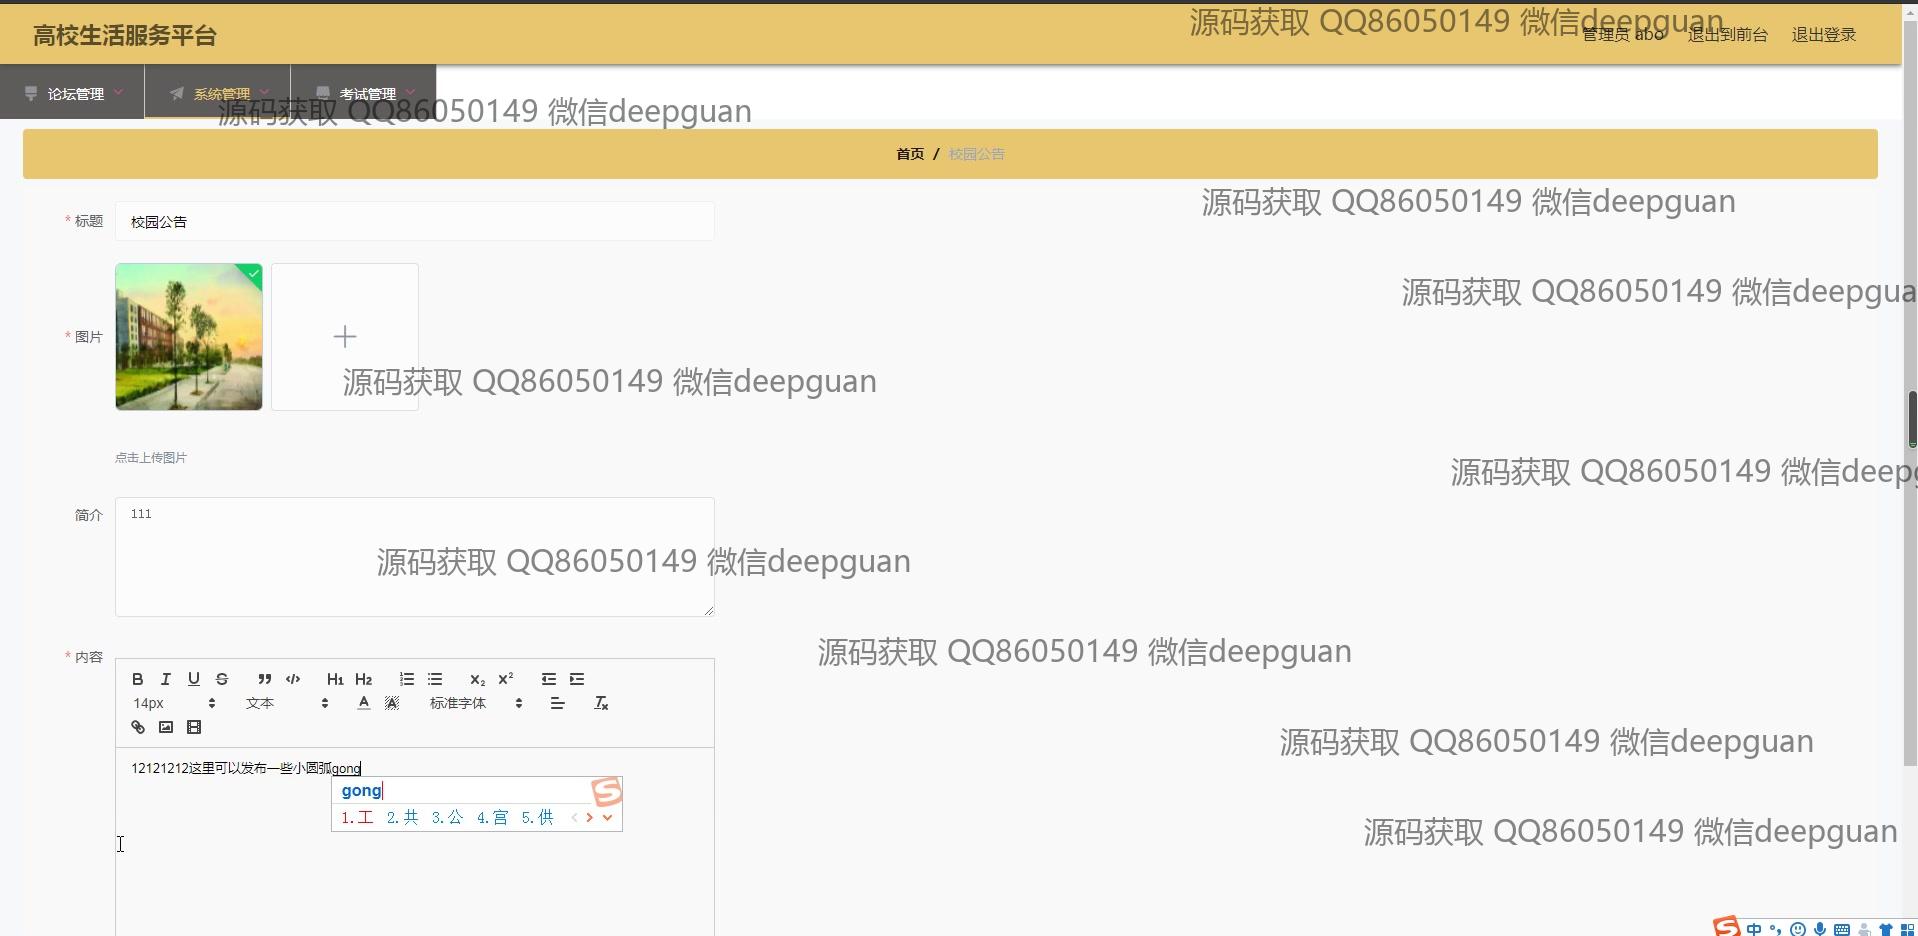 高校生活服务平台
源码获取 QQ86050149 微信deepguan
管理员 abo 退出到前台 退出登录
论坛管理 系统管理 考试管理
源码获取 QQ86050149 微信deepguan
首页 / 校园公告
* 标题 校园公告
源码获取 QQ86050149 微信deepguan
源码获取 QQ86050149 微信deepgua
* 图片
源码获取 QQ86050149 微信deepguan
点击上传图片
源码获取 QQ86050149 微信deepg
简介 111
源码获取 QQ86050149 微信deepguan
* 内容
源码获取 QQ86050149 微信deepguan
B I U S H1 H2 x₂ x²
14px 文本 A A 标准字体 Tx
源码获取 QQ86050149 微信deepguan
12121212这里可以发布一些小圆弧gong
gong
1.工 2.共 3.公 4.宫 5.供
源码获取 QQ86050149 微信deepguan
中